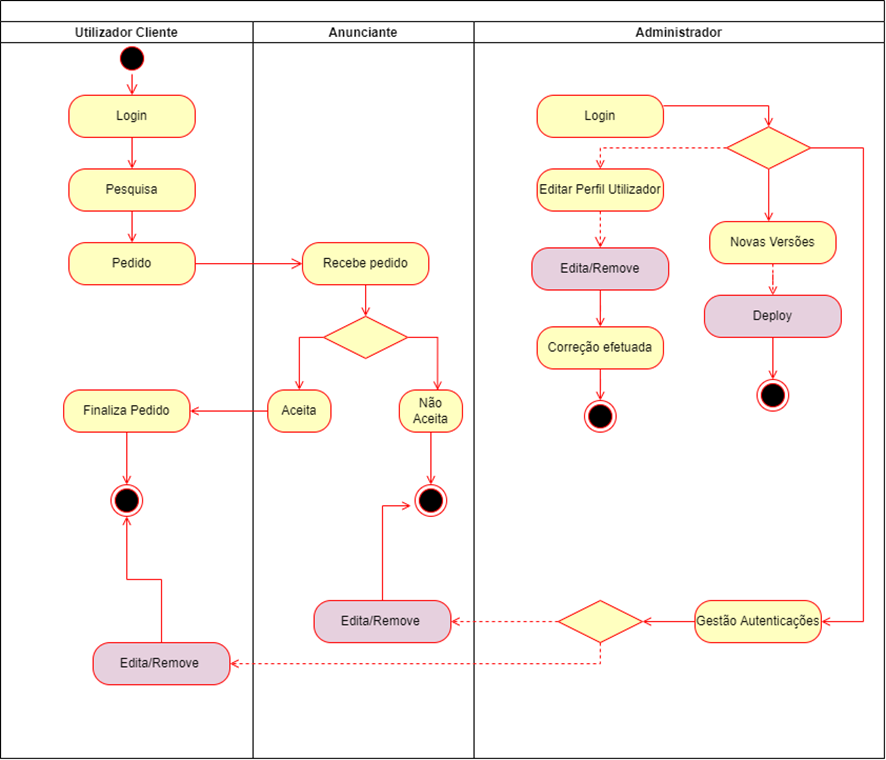 Utilizador Cliente
Anunciante
Administrador
Login
Login
Pesquisa
Editar Perfil Utilizador
Novas Versões
Pedido
Recebe pedido
Edita/Remove
Deploy
Correção efetuada
Finaliza Pedido
Aceita
Não
Aceita
Edita/Remove
Gestão Autenticações
Edita/Remove